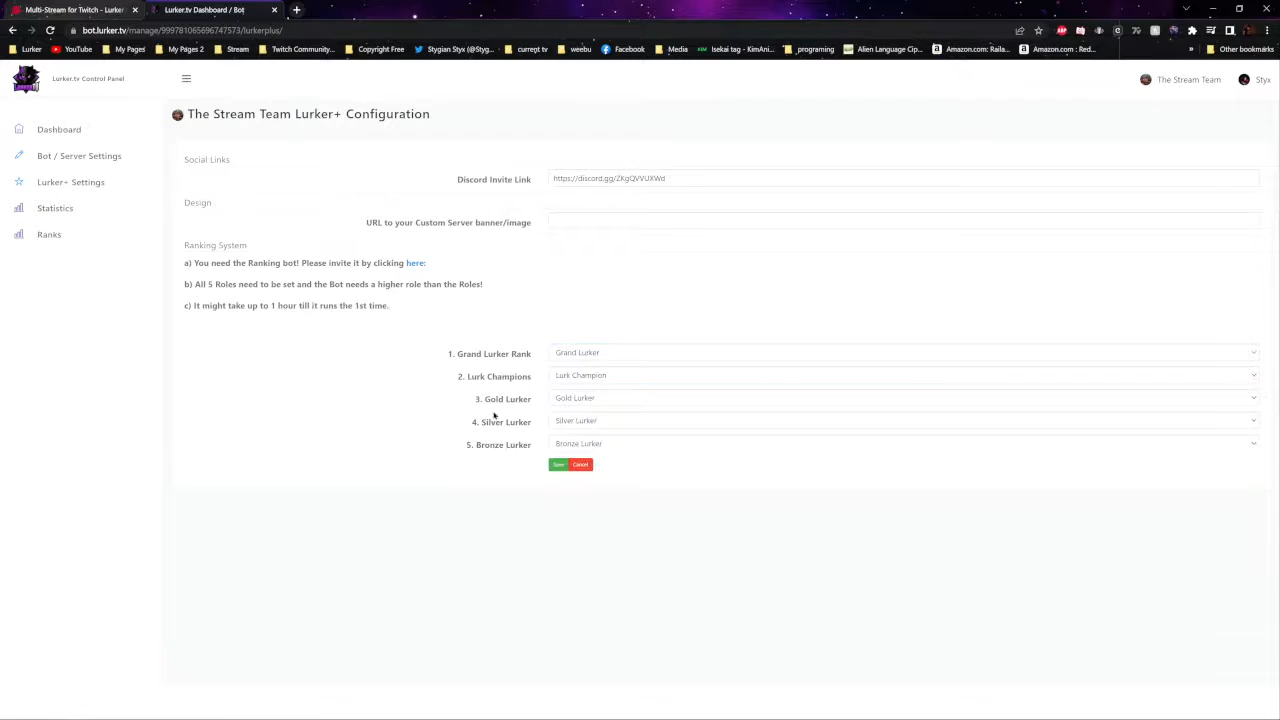 Multi-Stream for Twitch - Lurker
Lurker.tv Dashboard / Bot
bot.lurker.tv/manage/999781065696747573/lurkerplus/
Lurker
YouTube
My Pages
My Pages 2
Stream
Twitch Communit...
Copyright Free
Stygian Styx (@Styg...
currept tv
weebu
Facebook
Media
Isekai tag - KimAni...
programing
Alien Language Cip...
Amazon.com: Raila...
Amazon.com : Red...
»
Other bookmarks
Lurker.tv Control Panel
The Stream Team
Styx
Dashboard
Bot / Server Settings
Lurker+ Settings
Statistics
Ranks
The Stream Team Lurker+ Configuration
Social Links
Discord Invite Link
https://discord.gg/ZKgQVVUXWd
Design
URL to your Custom Server banner/image
Ranking System
a) You need the Ranking bot! Please invite it by clicking here:
b) All 5 Roles need to be set and the Bot needs a higher role than the Roles!
c) It might take up to 1 hour till it runs the 1st time.
1. Grand Lurker Rank
Grand Lurker
2. Lurk Champions
Lurk Champion
3. Gold Lurker
Gold Lurker
4. Silver Lurker
Silver Lurker
5. Bronze Lurker
Bronze Lurker
Save
Cancel